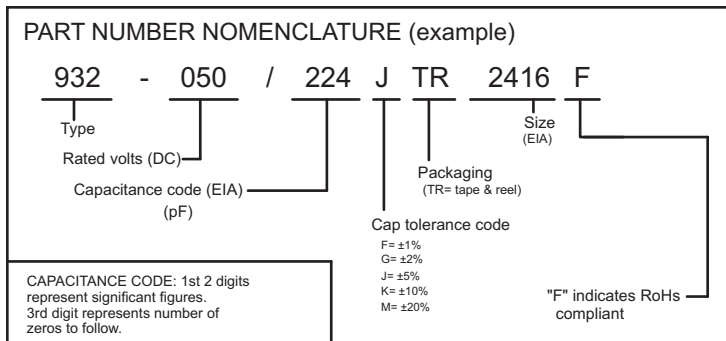 PART NUMBER NOMENCLATURE (example)
932 - 050 / 224 J TR 2416 F
Type
Size
(EIA)
Rated volts (DC)
Packaging
(TR= tape & reel)
Capacitance code (EIA)
(pF)
Cap tolerance code
F= ±1%
G= ±2%
J= ±5%
K= ±10%
M= ±20%
CAPACITANCE CODE: 1st 2 digits
represent significant figures.
3rd digit represents number of
zeros to follow.
"F" indicates RoHs
compliant